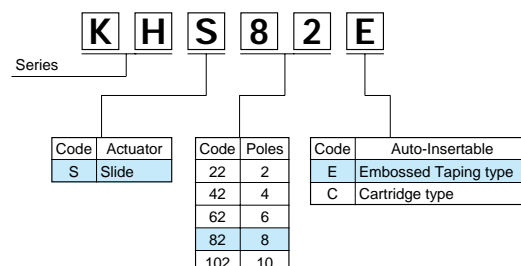 K H S 8 2 E
Series
Code Actuator
S Slide
Code Poles
22 2
42 4
62 6
82 8
102 10
Code Auto-Insertable
E Embossed Taping type
C Cartridge type